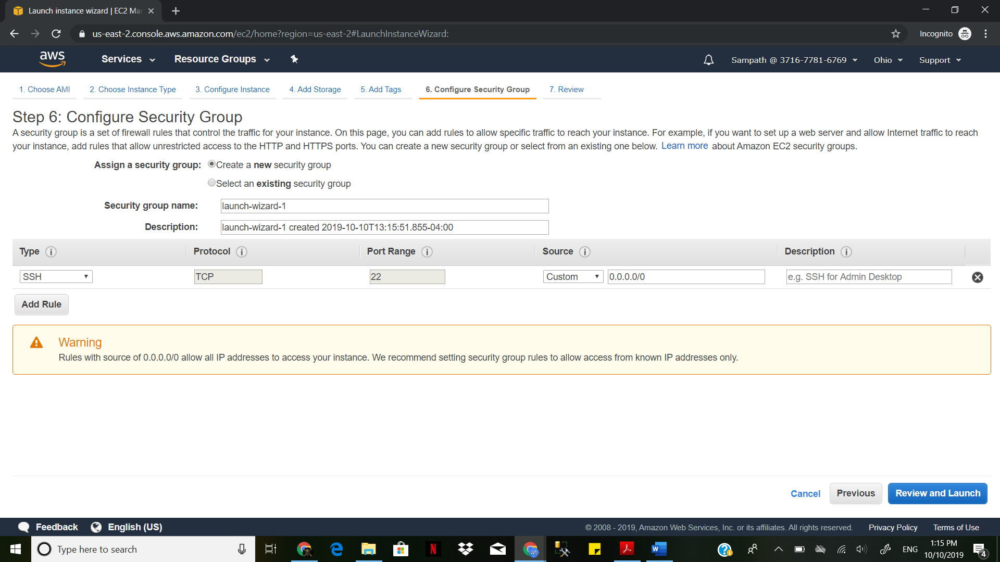 Launch instance wizard | EC2 Ma
us-east-2.console.aws.amazon.com/ec2/home?region=us-east-2#LaunchInstanceWizard:
Incognito
aws
Services
Resource Groups
Sampath @ 3716-7781-6769
Ohio
Support
1. Choose AMI
2. Choose Instance Type
3. Configure Instance
4. Add Storage
5. Add Tags
6. Configure Security Group
7. Review
Step 6: Configure Security Group
A security group is a set of firewall rules that control the traffic for your instance. On this page, you can add rules to allow specific traffic to reach your instance. For example, if you want to set up a web server and allow Internet traffic to reach
your instance, add rules that allow unrestricted access to the HTTP and HTTPS ports. You can create a new security group or select from an existing one below. Learn more about Amazon EC2 security groups.
Assign a security group:
Create a new security group
Select an existing security group
Security group name:
launch-wizard-1
Description:
launch-wizard-1 created 2019-10-10T13:15:51.855-04:00
Type
Protocol
Port Range
Source
Description
SSH
TCP
22
Custom
0.0.0.0/0
e.g. SSH for Admin Desktop
Add Rule
Warning
Rules with source of 0.0.0.0/0 allow all IP addresses to access your instance. We recommend setting security group rules to allow access from known IP addresses only.
Cancel
Previous
Review and Launch
Feedback
English (US)
© 2008 - 2019, Amazon Web Services, Inc. or its affiliates. All rights reserved.
Privacy Policy
Terms of Use
Type here to search
ENG
1:15 PM
10/10/2019
4